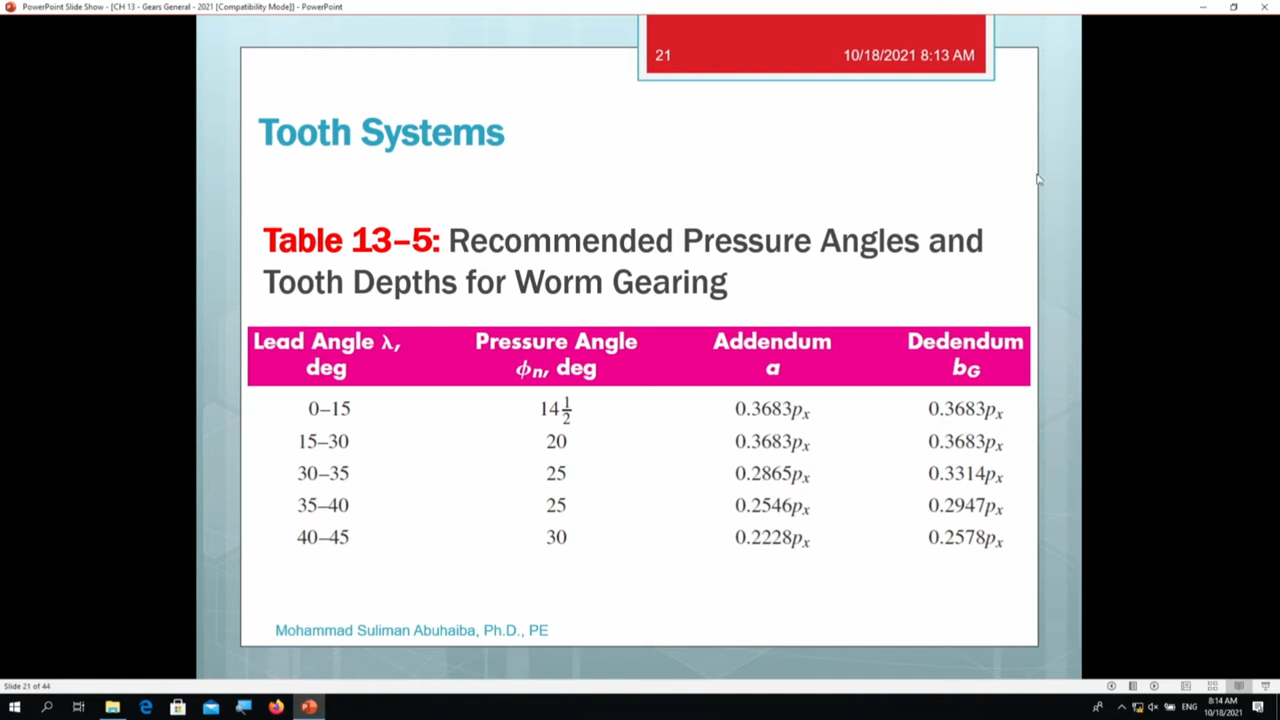 PowerPoint Slide Show - [CH 13 - Gears General - 2021 [Compatibility Mode]] - PowerPoint
21 10/18/2021 8:13 AM
Tooth Systems
Table 13–5: Recommended Pressure Angles and
Tooth Depths for Worm Gearing
Lead Angle λ, Pressure Angle Addendum Dedendum
deg ϕn, deg a bG
0–15 14 1/2 0.3683px 0.3683px
15–30 20 0.3683px 0.3683px
30–35 25 0.2865px 0.3314px
35–40 25 0.2546px 0.2947px
40–45 30 0.2228px 0.2578px
Mohammad Suliman Abuhaiba, Ph.D., PE
Slide 21 of 44
ENG 8:14 AM
10/18/2021